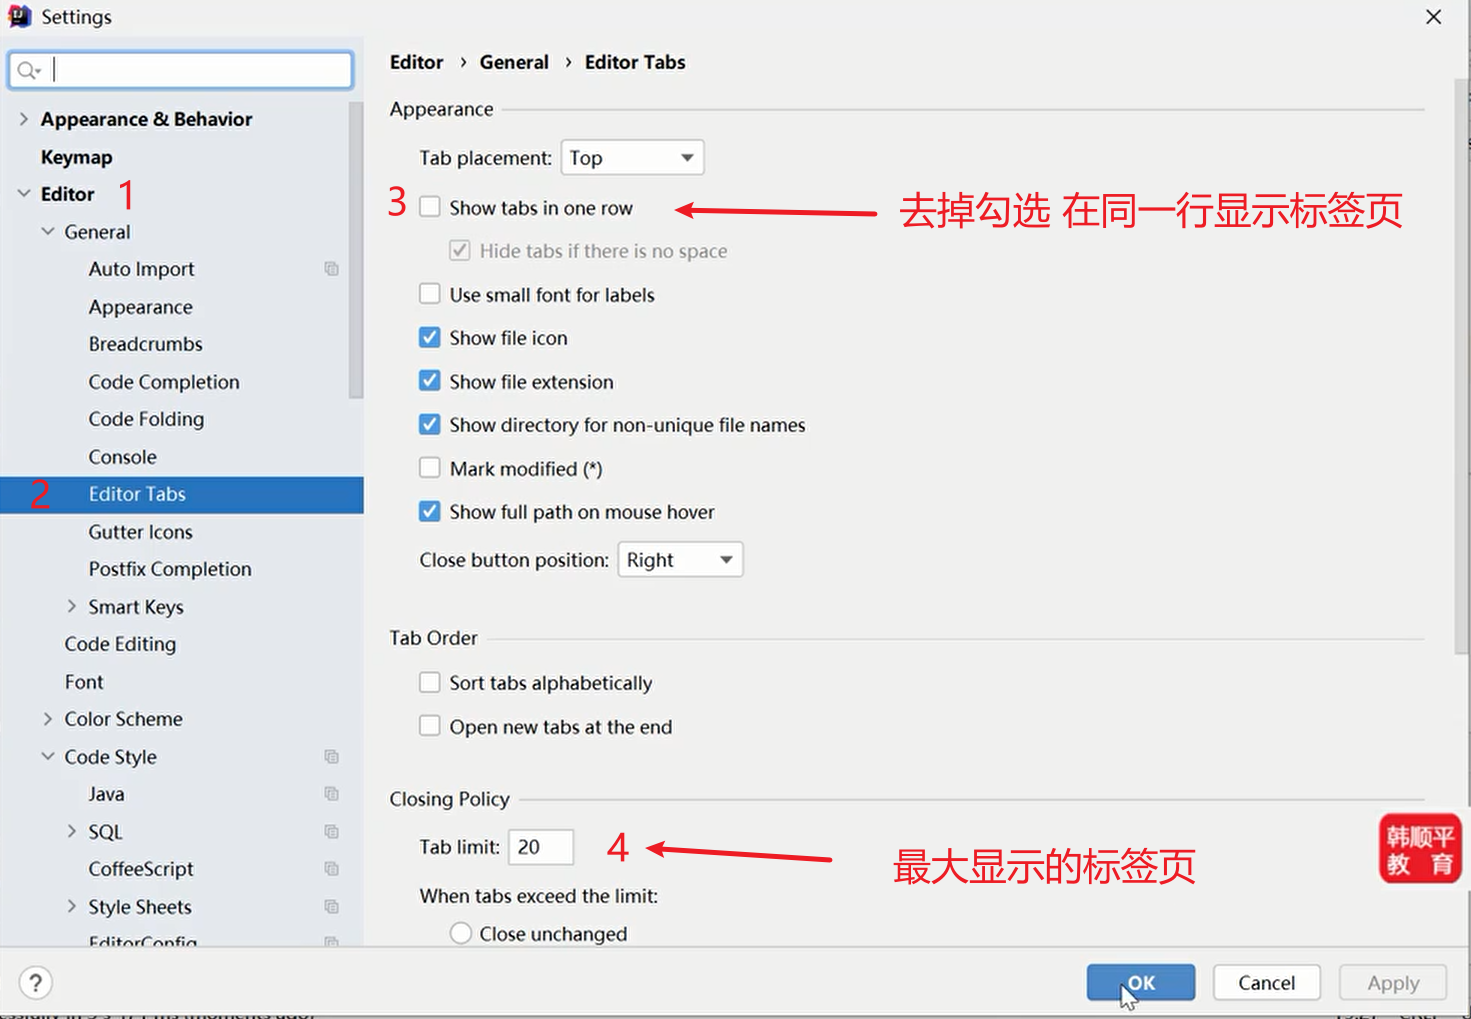 Settings
Appearance & Behavior
Keymap
Editor 1
General
Auto Import
Appearance
Breadcrumbs
Code Completion
Code Folding
Console
2 Editor Tabs
Gutter Icons
Postfix Completion
Smart Keys
Code Editing
Font
Color Scheme
Code Style
Java
SQL
CoffeeScript
Style Sheets
EditorConfig
Editor › General › Editor Tabs
Appearance
Tab placement: Top
3 Show tabs in one row 去掉勾选 在同一行显示标签页
Hide tabs if there is no space
Use small font for labels
Show file icon
Show file extension
Show directory for non-unique file names
Mark modified (*)
Show full path on mouse hover
Close button position: Right
Tab Order
Sort tabs alphabetically
Open new tabs at the end
Closing Policy
Tab limit: 20 4 最大显示的标签页
When tabs exceed the limit:
Close unchanged
韩顺平
教 育
? OK Cancel Apply